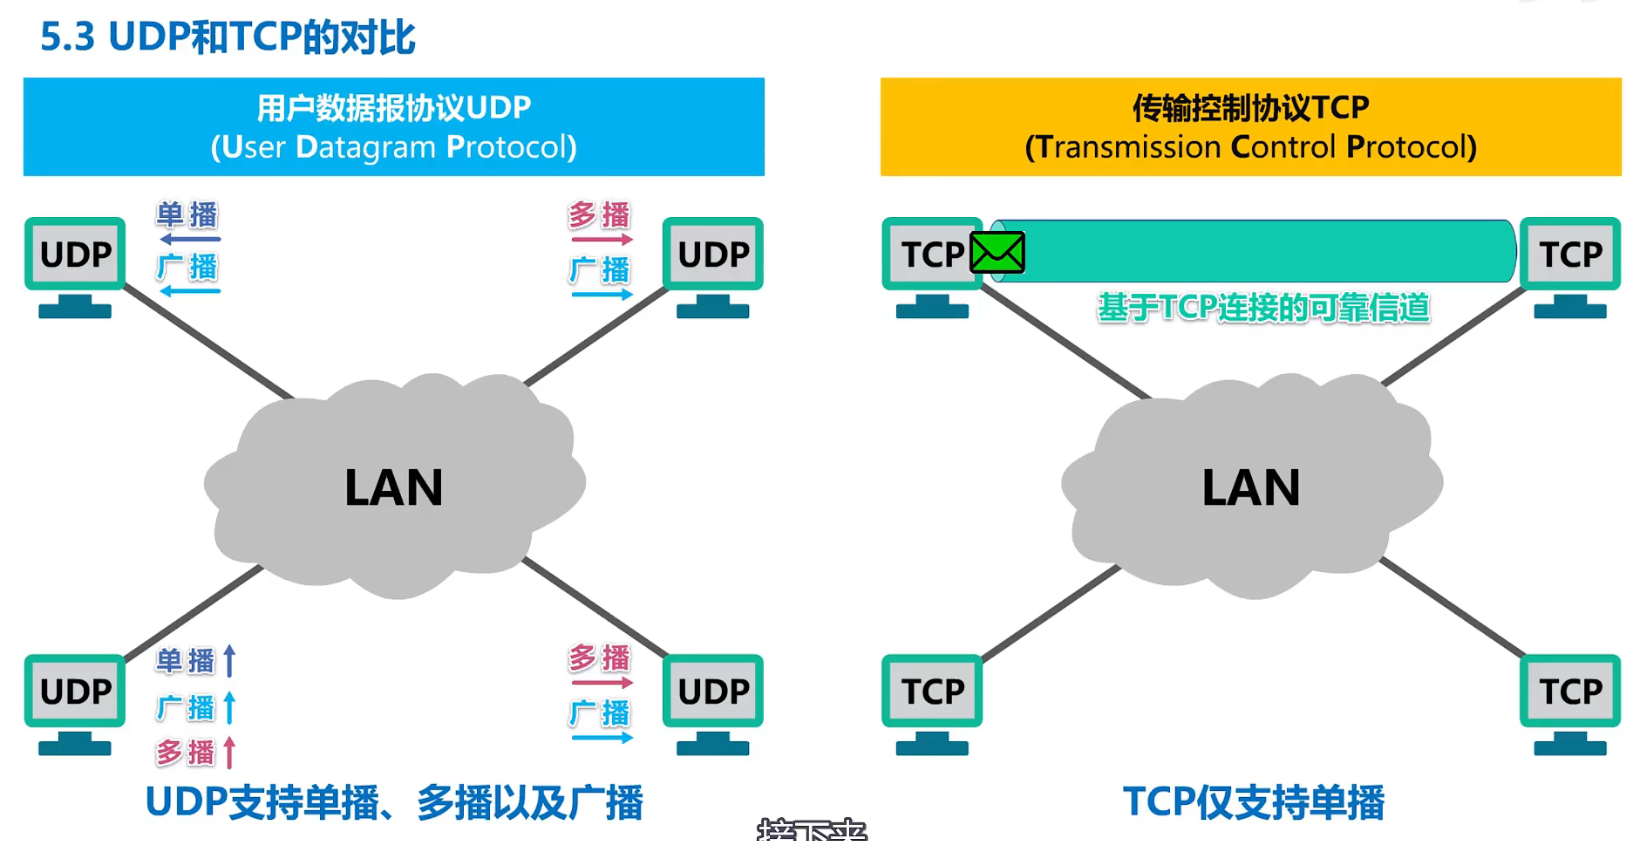 5.3 UDP和TCP的对比
用户数据报协议UDP
(User Datagram Protocol)
单播
广播
UDP
多播
广播
UDP
LAN
UDP
单播
广播
多播
多播
广播
UDP
UDP支持单播、多播以及广播
传输控制协议TCP
(Transmission Control Protocol)
TCP
TCP
基于TCP连接的可靠信道
LAN
TCP
TCP
TCP仅支持单播
接下来